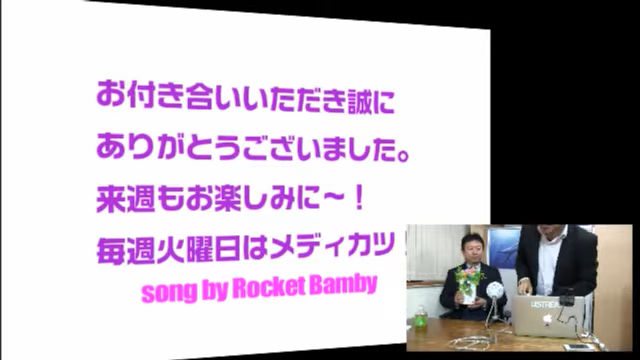 お付き合いいただき誠に
ありがとうございました。
来週もお楽しみに～！
毎週火曜日はメディカツ！
song by Rocket Bamby
USTREAM